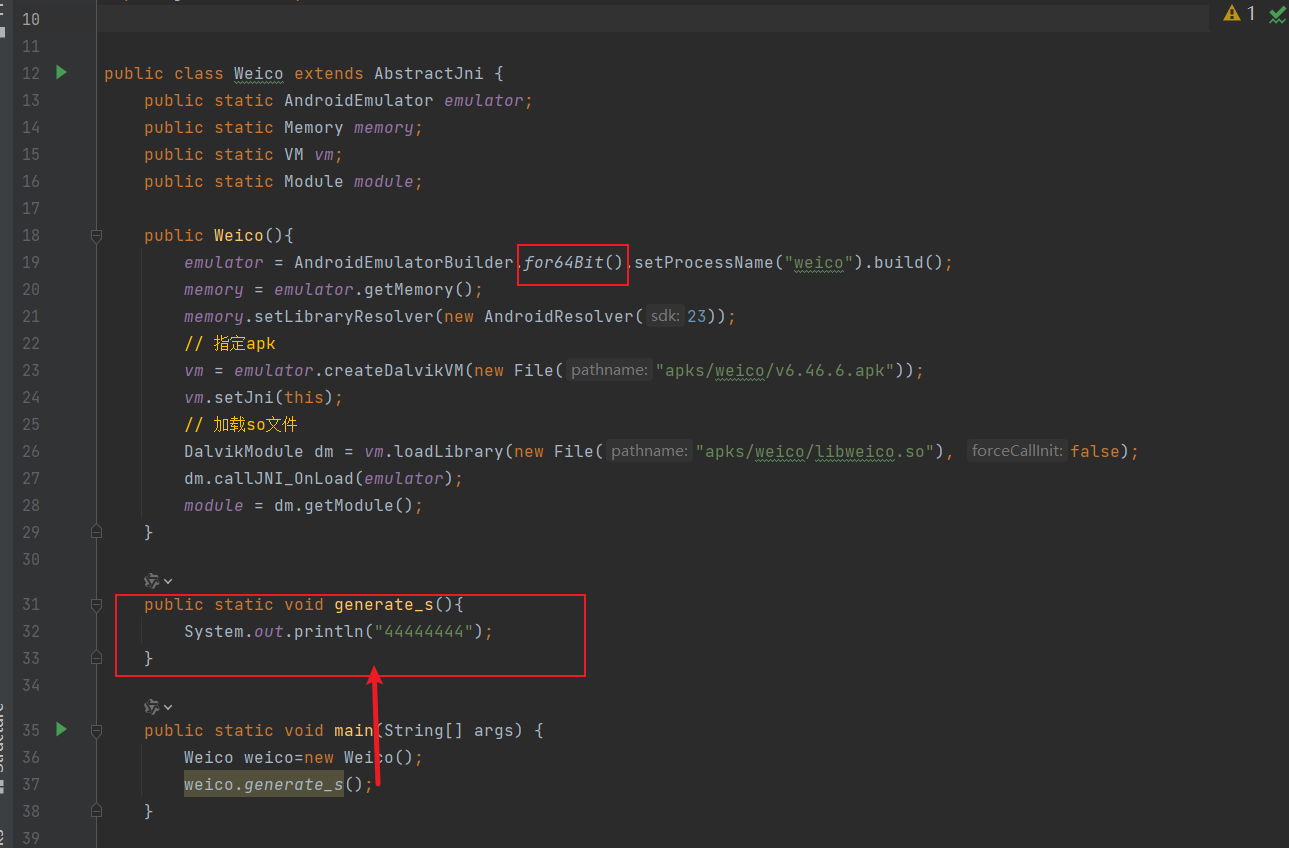 10
1
11
12 public class Weico extends AbstractJni {
13 public static AndroidEmulator emulator;
14 public static Memory memory;
15 public static VM vm;
16 public static Module module;
17
18 public Weico(){
19 emulator = AndroidEmulatorBuilder.for64Bit().setProcessName("weico").build();
20 memory = emulator.getMemory();
21 memory.setLibraryResolver(new AndroidResolver( sdk: 23));
22 // 指定apk
23 vm = emulator.createDalvikVM(new File( pathname: "apks/weico/v6.46.6.apk"));
24 vm.setJni(this);
25 // 加载so文件
26 DalvikModule dm = vm.loadLibrary(new File( pathname: "apks/weico/libweico.so"), forceCallInit: false);
27 dm.callJNI_OnLoad(emulator);
28 module = dm.getModule();
29 }
30
31 public static void generate_s(){
32 System.out.println("44444444");
33 }
34
35 public static void main(String[] args) {
36 Weico weico=new Weico();
37 weico.generate_s();
38 }
39